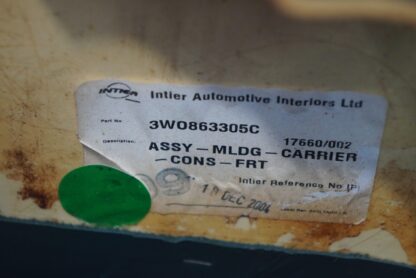 INTIER
Intier Automotive Interiors Ltd
Part No
3W0863305C
17660/002
Description.
ASSY-MLDG-CARRIER
-CONS-FRT
Intier Reference No
DEC 2004